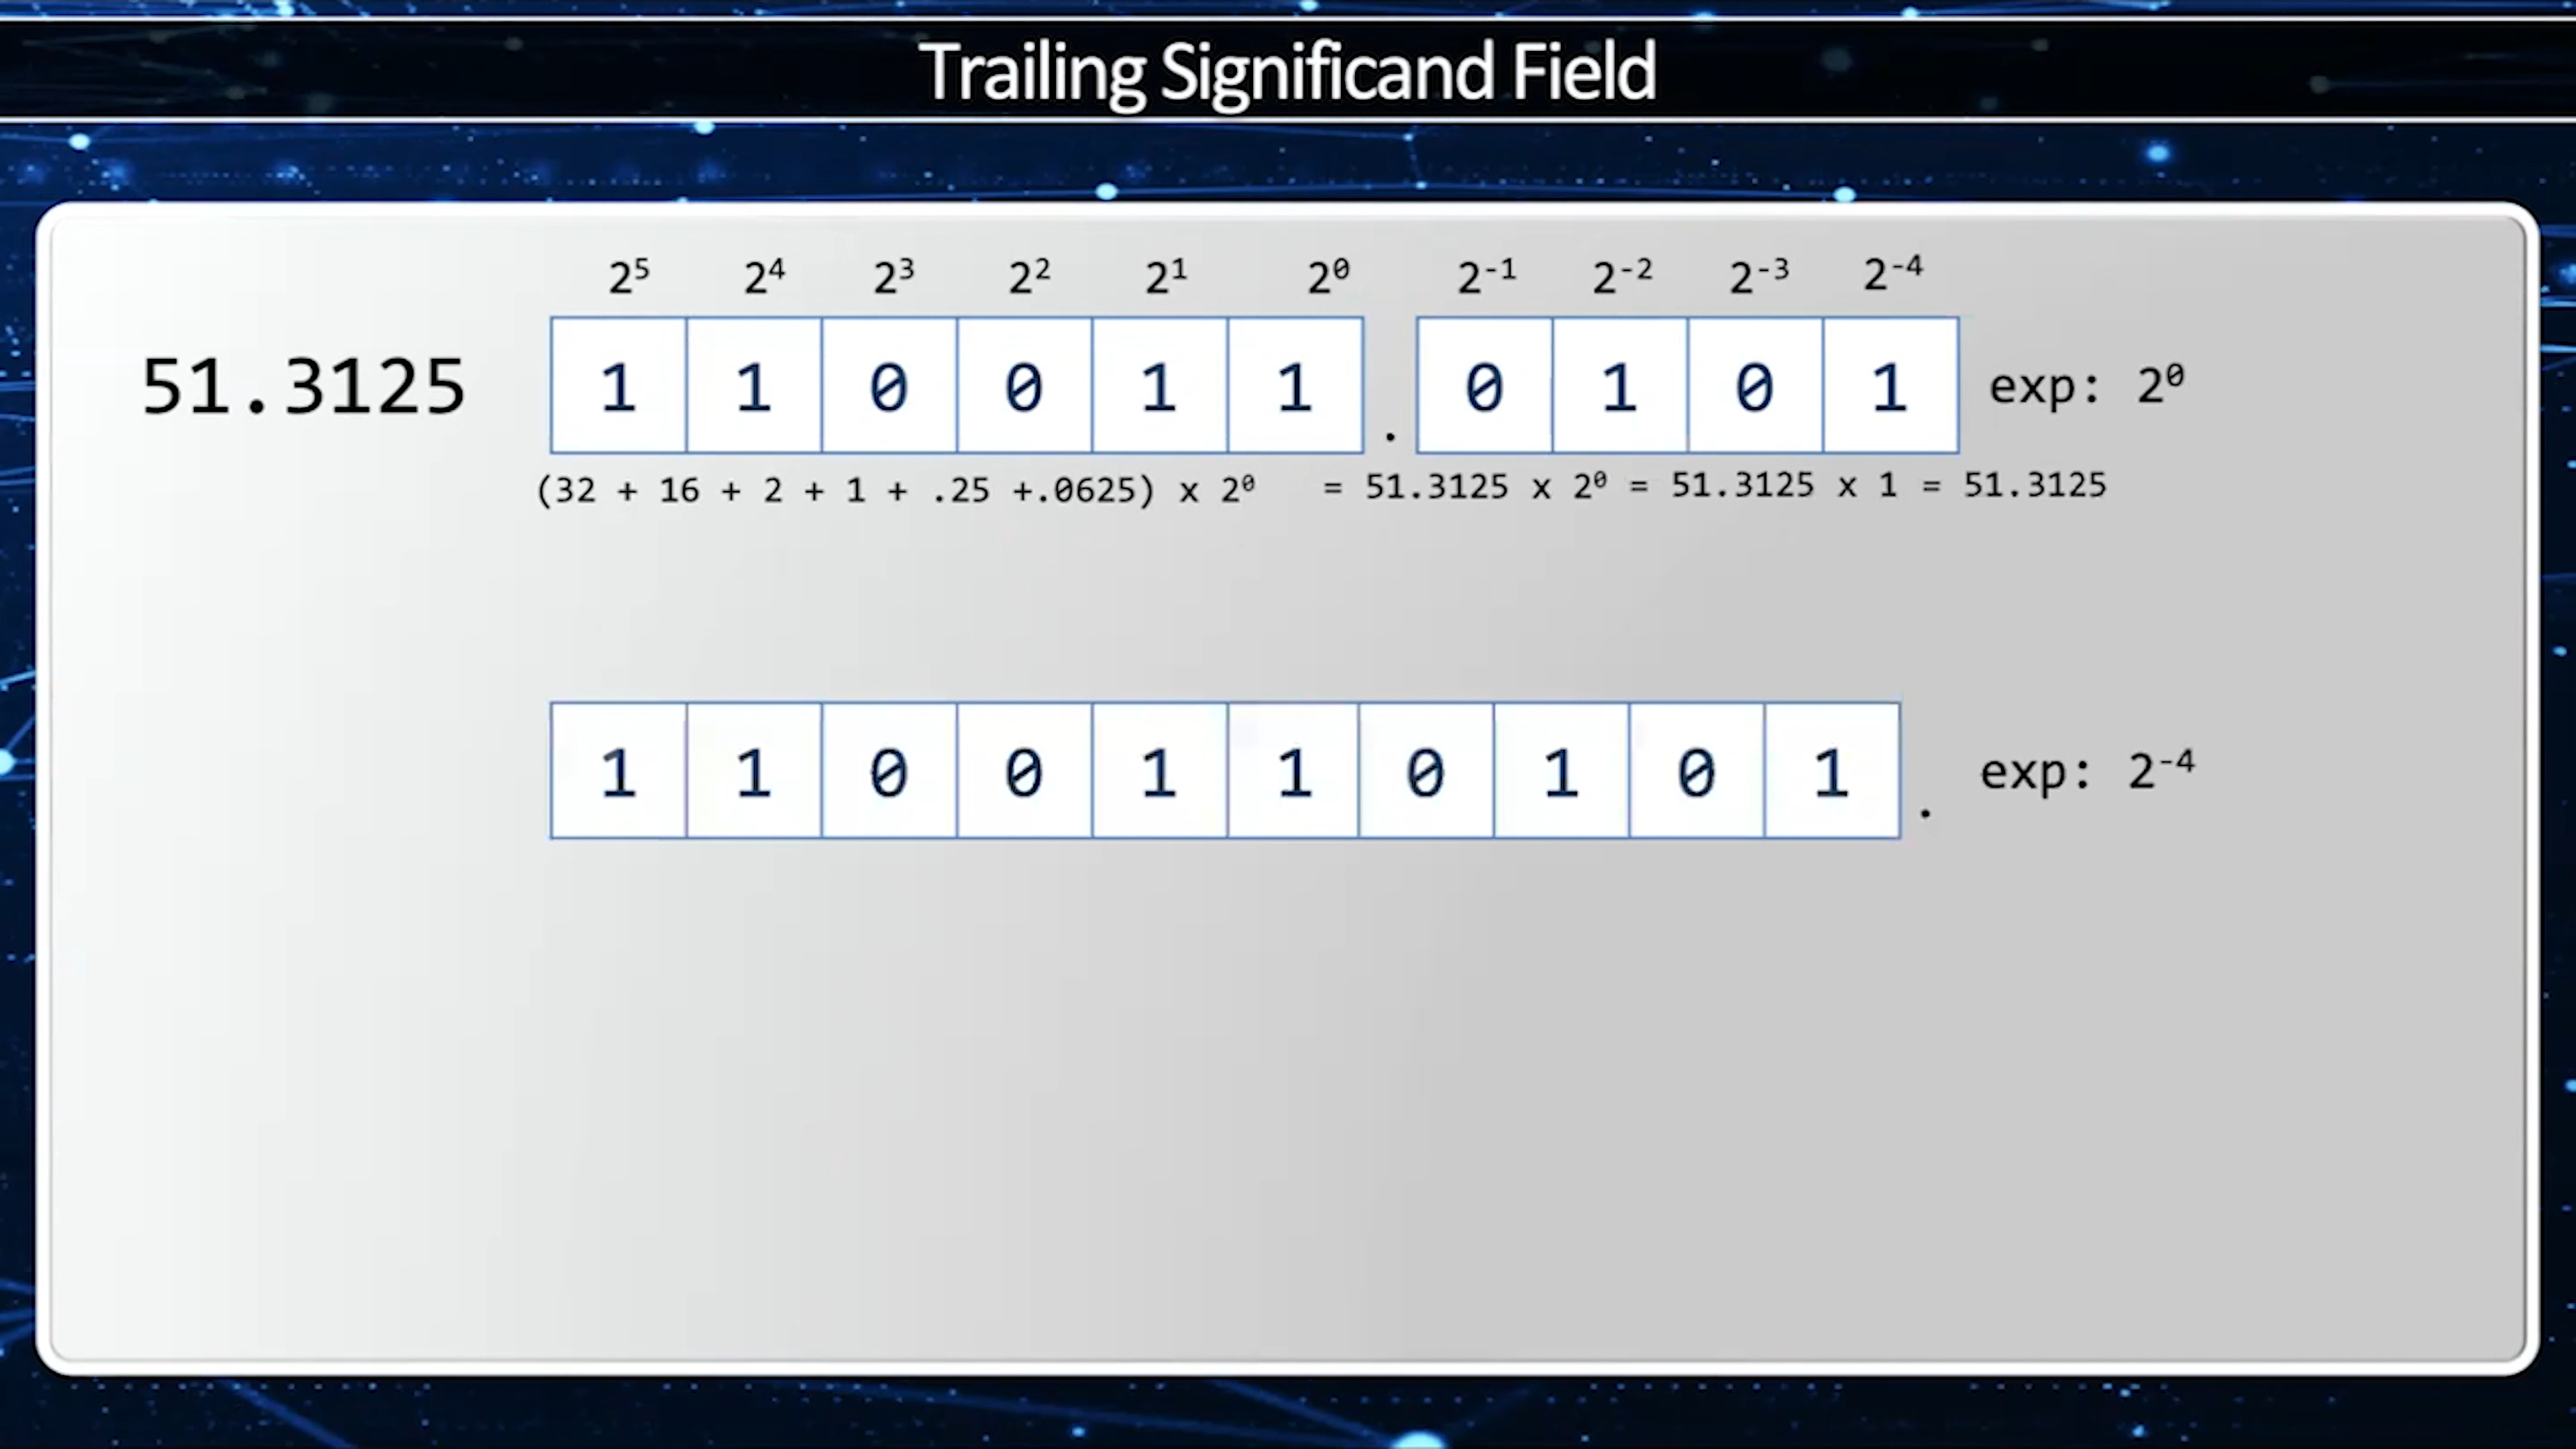 Trailing Significand Field
2⁵ 2⁴ 2³ 2² 2¹ 2⁰ 2⁻¹ 2⁻² 2⁻³ 2⁻⁴
51.3125 1 1 0 0 1 1 . 0 1 0 1 exp: 2⁰
(32 + 16 + 2 + 1 + .25 +.0625) x 2⁰ = 51.3125 x 2⁰ = 51.3125 x 1 = 51.3125
1 1 0 0 1 1 0 1 0 1 . exp: 2⁻⁴